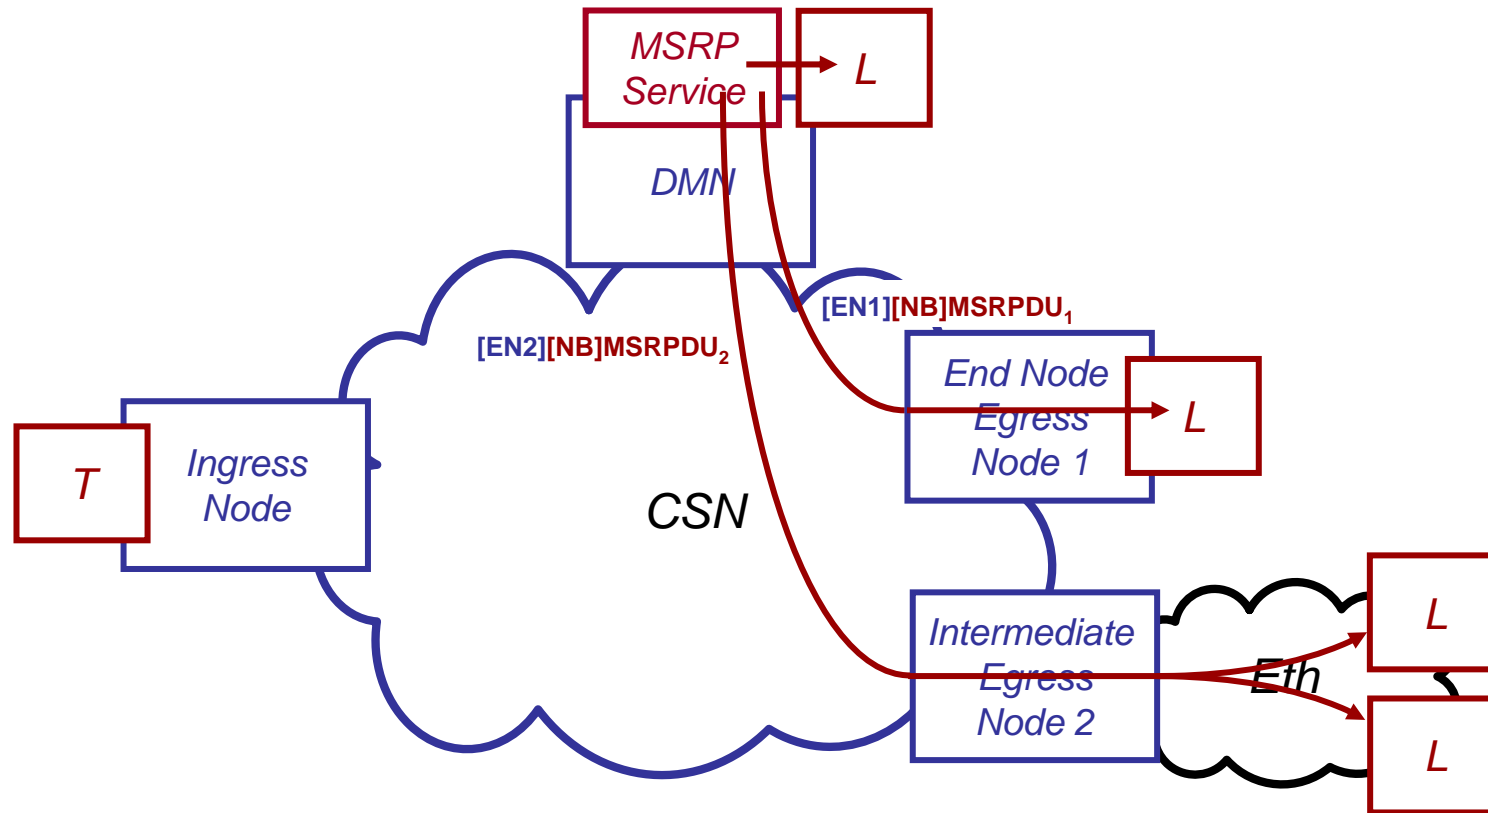 MSRP
Service
L
DMN
[EN1][NB]MSRPDU1
[EN2][NB]MSRPDU2
End Node
Egress
Node 1
L
T
Ingress
Node
CSN
Intermediate
Egress
Node 2
Eth
L
L